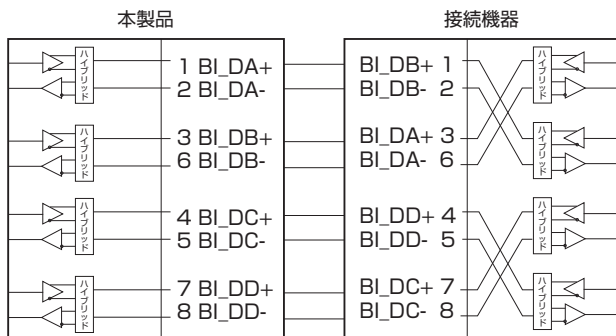 本製品
接続機器
ハイブリッド
1 BI_DA+
2 BI_DA-
BI_DB+ 1
BI_DB- 2
ハイブリッド
ハイブリッド
3 BI_DB+
6 BI_DB-
BI_DA+ 3
BI_DA- 6
ハイブリッド
ハイブリッド
4 BI_DC+
5 BI_DC-
BI_DD+ 4
BI_DD- 5
ハイブリッド
ハイブリッド
7 BI_DD+
8 BI_DD-
BI_DC+ 7
BI_DC- 8
ハイブリッド